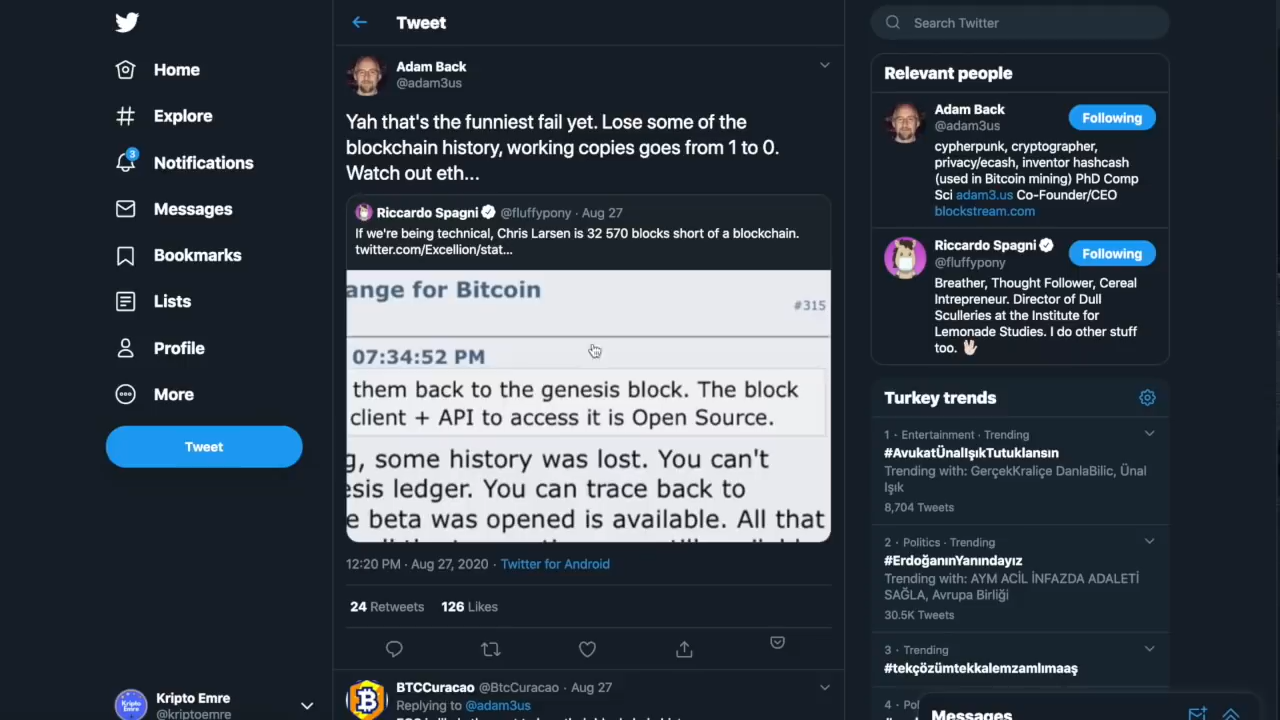 Home
Explore
3
Notifications
Messages
Bookmarks
Lists
Profile
More
Tweet
Kripto Emre
@kriptoemre
Tweet
Adam Back
@adam3us
Yah that's the funniest fail yet. Lose some of the
blockchain history, working copies goes from 1 to 0.
Watch out eth...
Riccardo Spagni @fluffypony · Aug 27
If we're being technical, Chris Larsen is 32 570 blocks short of a blockchain.
twitter.com/Excellion/stat...
ange for Bitcoin
#315
07:34:52 PM
them back to the genesis block. The block
client + API to access it is Open Source.
g, some history was lost. You can't
esis ledger. You can trace back to
e beta was opened is available. All that
12:20 PM · Aug 27, 2020 · Twitter for Android
24 Retweets 126 Likes
BTCCuracao @BtcCuracao · Aug 27
Replying to @adam3us
Search Twitter
Relevant people
Adam Back
@adam3us
Following
cypherpunk, cryptographer,
privacy/ecash, inventor hashcash
(used in Bitcoin mining) PhD Comp
Sci adam3.us Co-Founder/CEO
blockstream.com
Riccardo Spagni
@fluffypony
Following
Breather, Thought Follower, Cereal
Intrepreneur. Director of Dull
Sculleries at the Institute for
Lemonade Studies. I do other stuff
too.
Turkey trends
1 · Entertainment · Trending
#AvukatÜnalIşıkTutuklansın
Trending with: GerçekKraliçe DanlaBilic, Ünal
Işık
8,704 Tweets
2 · Politics · Trending
#ErdoğanınYanındayız
Trending with: AYM ACİL İNFAZDA ADALETİ
SAĞLA, Avrupa Birliği
30.5K Tweets
3 · Trending
#tekçözümtekkalemzamlımaaş
4 · Pol
Messages